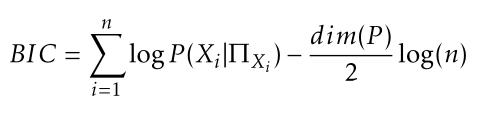 BIC = \sum_{i=1}^{n} \log P(X_i|\Pi_{X_i}) - \frac{dim(P)}{2} \log(n)